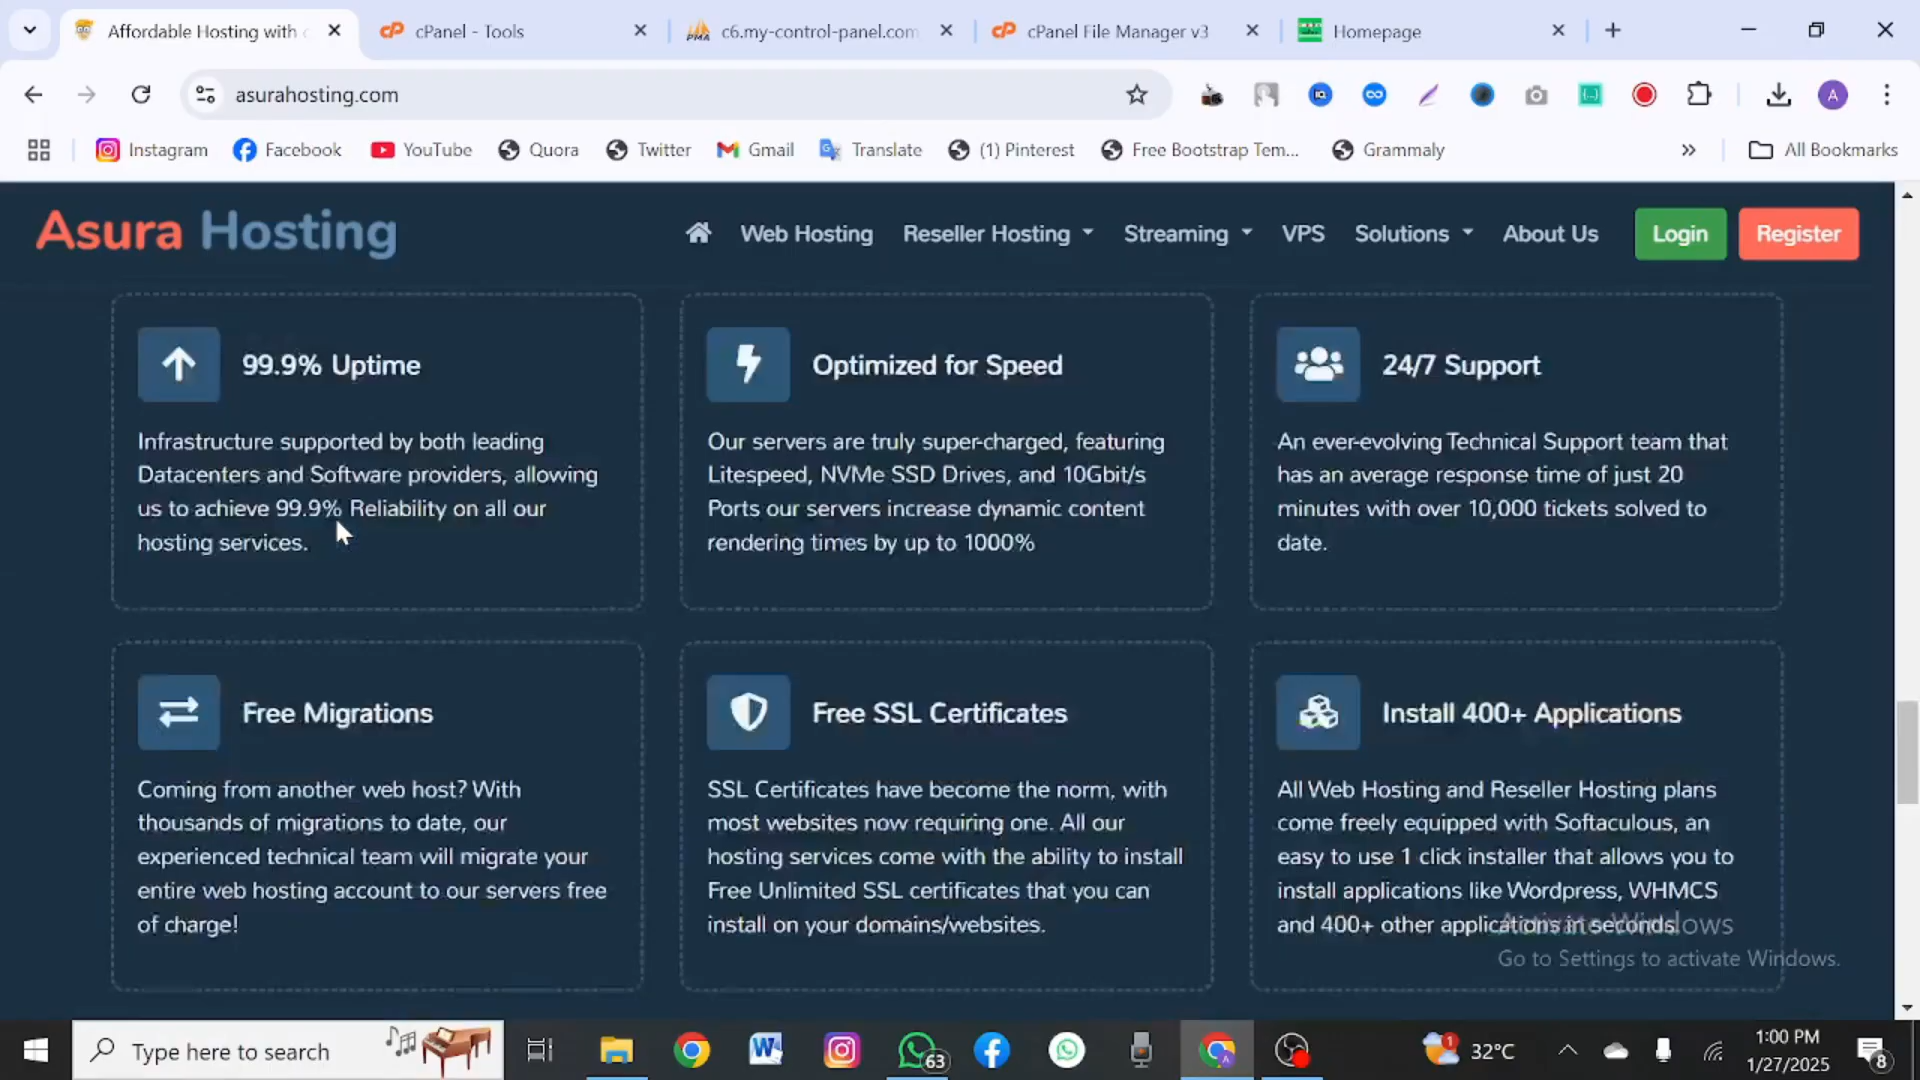 Affordable Hosting with
cPanel - Tools
c6.my-control-panel.com
cPanel File Manager v3
Homepage
asurahosting.com
A
Instagram
Facebook
YouTube
Quora
Twitter
Gmail
Translate
(1) Pinterest
Free Bootstrap Tem...
Grammaly
All Bookmarks
Asura Hosting
Web Hosting
Reseller Hosting
Streaming
VPS
Solutions
About Us
Login
Register
99.9% Uptime
Infrastructure supported by both leading
Datacenters and Software providers, allowing
us to achieve 99.9% Reliability on all our
hosting services.
Optimized for Speed
Our servers are truly super-charged, featuring
Litespeed, NVMe SSD Drives, and 10Gbit/s
Ports our servers increase dynamic content
rendering times by up to 1000%
24/7 Support
An ever-evolving Technical Support team that
has an average response time of just 20
minutes with over 10,000 tickets solved to
date.
Free Migrations
Coming from another web host? With
thousands of migrations to date, our
experienced technical team will migrate your
entire web hosting account to our servers free
of charge!
Free SSL Certificates
SSL Certificates have become the norm, with
most websites now requiring one. All our
hosting services come with the ability to install
Free Unlimited SSL certificates that you can
install on your domains/websites.
Install 400+ Applications
All Web Hosting and Reseller Hosting plans
come freely equipped with Softaculous, an
easy to use 1 click installer that allows you to
install applications like Wordpress, WHMCS
and 400+ other applications in seconds.
Activate Windows
Go to Settings to activate Windows.
Type here to search
63
1
32°C
1:00 PM
1/27/2025
8